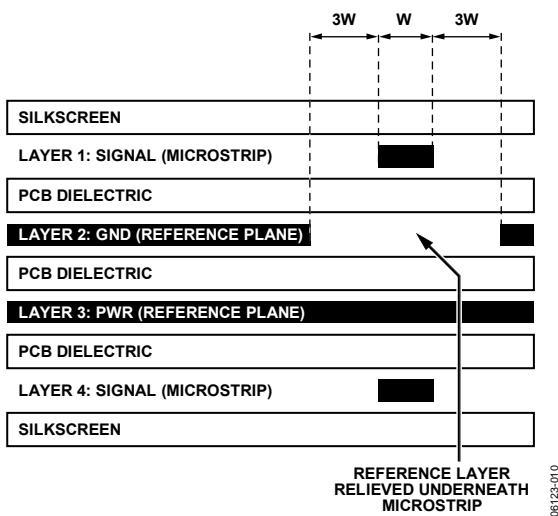 3W W 3W
SILKSCREEN
LAYER 1: SIGNAL (MICROSTRIP)
PCB DIELECTRIC
LAYER 2: GND (REFERENCE PLANE)
PCB DIELECTRIC
LAYER 3: PWR (REFERENCE PLANE)
PCB DIELECTRIC
LAYER 4: SIGNAL (MICROSTRIP)
SILKSCREEN
REFERENCE LAYER
RELIEVED UNDERNEATH
MICROSTRIP
08123-010